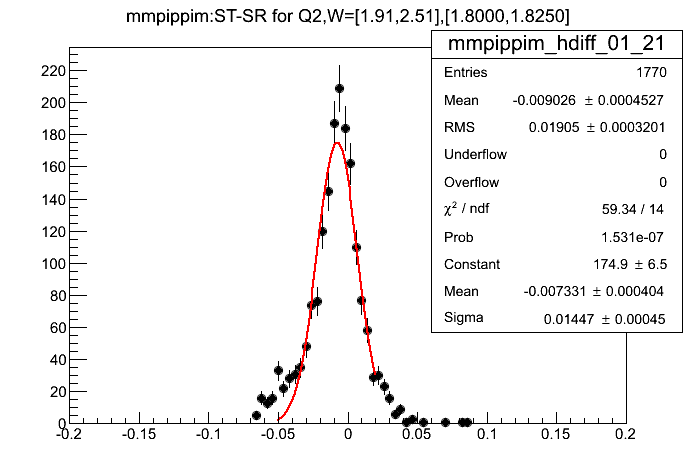 mmpippim:ST-SR for Q2,W=[1.91,2.51],[1.8000,1.8250]
mmpippim_hdiff_01_21
Entries 1770
Mean -0.009026 ± 0.0004527
RMS 0.01905 ± 0.0003201
Underflow 0
Overflow 0
χ² / ndf 59.34 / 14
Prob 1.531e-07
Constant 174.9 ± 6.5
Mean -0.007331 ± 0.000404
Sigma 0.01447 ± 0.00045
220
200
180
160
140
120
100
80
60
40
20
0
-0.2 -0.15 -0.1 -0.05 0 0.05 0.1 0.15 0.2